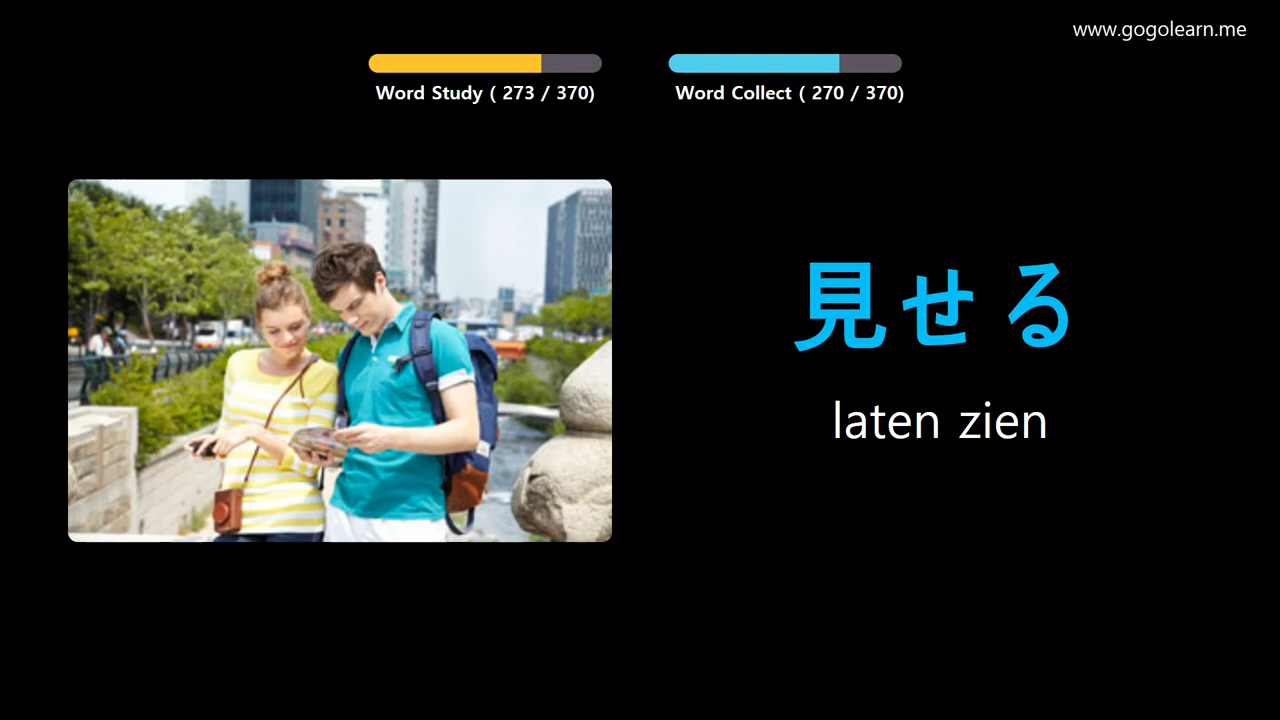 www.gogolearn.me
Word Study ( 273 / 370)
Word Collect ( 270 / 370)
見せる
laten zien